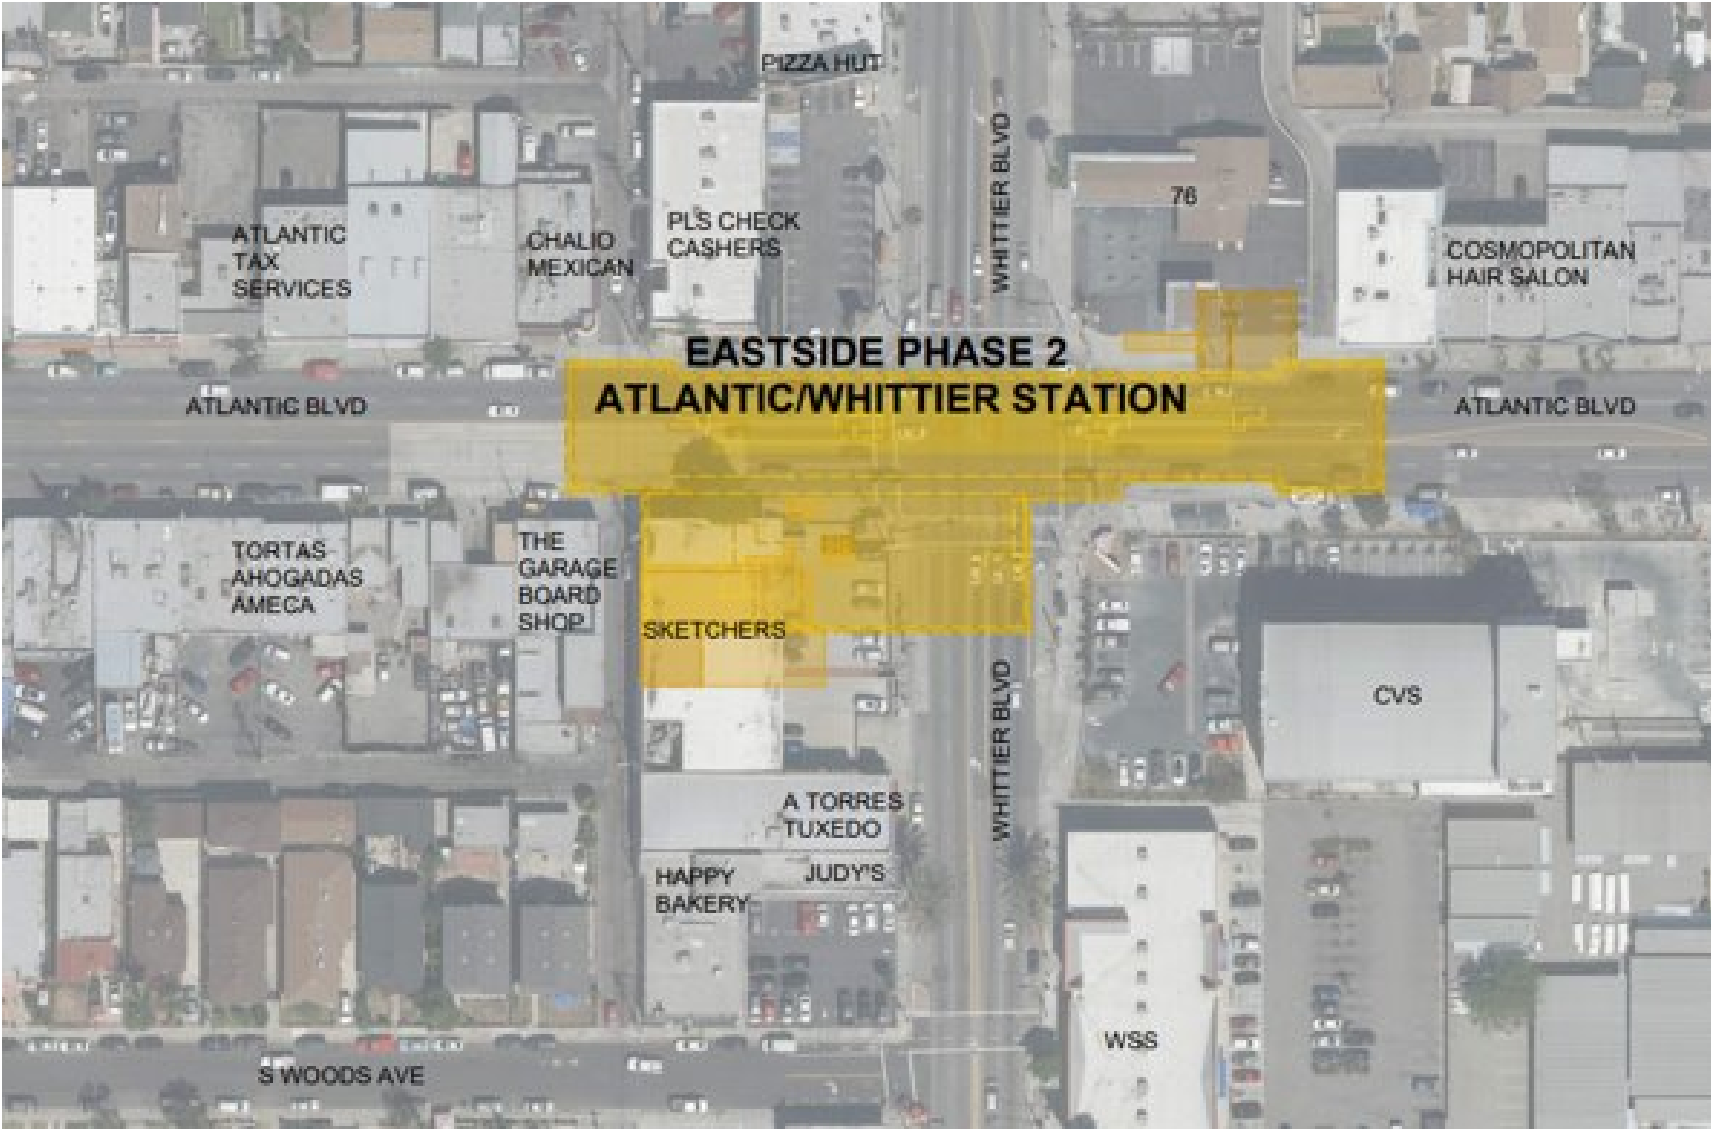 PIZZA HUT
WHITTIER BLVD
76
ATLANTIC
TAX
SERVICES
CHALIO
MEXICAN
PLS CHECK
CASHERS
COSMOPOLITAN
HAIR SALON
EASTSIDE PHASE 2
ATLANTIC/WHITTIER STATION
ATLANTIC BLVD
ATLANTIC BLVD
TORTAS
AHOGADAS
AMECA
THE
GARAGE
BOARD
SHOP
SKETCHERS
WHITTIER BLVD
CVS
A TORRES
TUXEDO
JUDY'S
HAPPY
BAKERY
WSS
S WOODS AVE